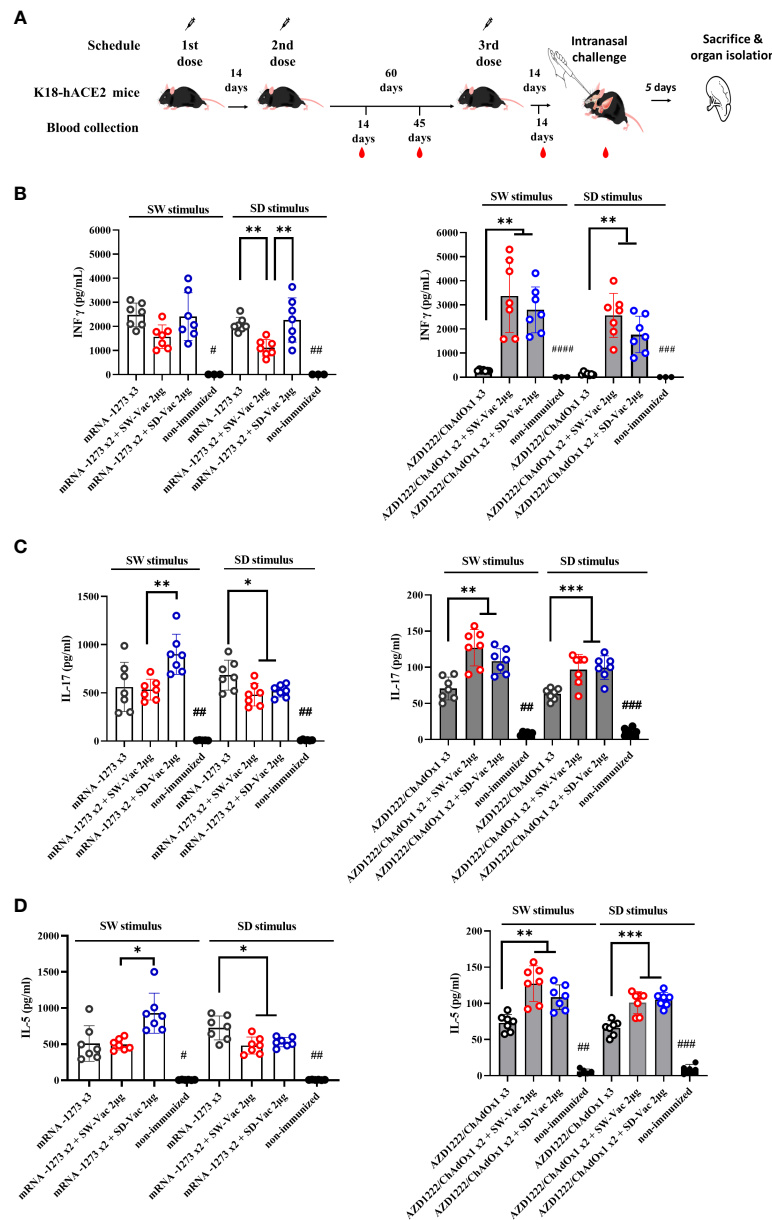 A
Schedule
1st
dose
2nd
dose
3rd
dose
Intranasal
challenge
Sacrifice &
organ isolation
K18-hACE2 mice
14
days
60
days
14
days
5 days
Blood collection
14
days
45
days
14
days
B
SW stimulus
SD stimulus
**
**
INF γ (pg/mL)
6000
5000
4000
3000
2000
1000
0
#
##
mRNA -1273 x3
mRNA -1273 x2 + SW-Vac 2µg
mRNA -1273 x2 + SD-Vac 2µg
non-immunized
mRNA -1273 x3
mRNA -1273 x2 + SW-Vac 2µg
mRNA -1273 x2 + SD-Vac 2µg
non-immunized
SW stimulus
SD stimulus
**
**
INF γ (pg/mL)
6000
5000
4000
3000
2000
1000
0
####
###
AZD1222/ChAdOx1 x3
AZD1222/ChAdOx1 x2 + SW-Vac 2µg
AZD1222/ChAdOx1 x2 + SD-Vac 2µg
non-immunized
AZD1222/ChAdOx1 x3
AZD1222/ChAdOx1 x2 + SW-Vac 2µg
AZD1222/ChAdOx1 x2 + SD-Vac 2µg
non-immunized
C
SW stimulus
SD stimulus
**
*
IL-17 (pg/ml)
1500
1000
500
0
##
##
mRNA -1273 x3
mRNA -1273 x2 + SW-Vac 2µg
mRNA -1273 x2 + SD-Vac 2µg
non-immunized
mRNA -1273 x3
mRNA -1273 x2 + SW-Vac 2µg
mRNA -1273 x2 + SD-Vac 2µg
non-immunized
SW stimulus
SD stimulus
**
***
IL-17 (pg/ml)
200
150
100
50
0
##
###
AZD1222/ChAdOx1 x3
AZD1222/ChAdOx1 x2 + SW-Vac 2µg
AZD1222/ChAdOx1 x2 + SD-Vac 2µg
non-immunized
AZD1222/ChAdOx1 x3
AZD1222/ChAdOx1 x2 + SW-Vac 2µg
AZD1222/ChAdOx1 x2 + SD-Vac 2µg
non-immunized
D
SW stimulus
SD stimulus
*
*
IL-5 (pg/ml)
2000
1500
1000
500
0
#
##
mRNA -1273 x3
mRNA -1273 x2 + SW-Vac 2µg
mRNA -1273 x2 + SD-Vac 2µg
non-immunized
mRNA -1273 x3
mRNA -1273 x2 + SW-Vac 2µg
mRNA -1273 x2 + SD-Vac 2µg
non-immunized
SW stimulus
SD stimulus
**
***
IL-5 (pg/ml)
200
150
100
50
0
##
###
AZD1222/ChAdOx1 x3
AZD1222/ChAdOx1 x2 + SW-Vac 2µg
AZD1222/ChAdOx1 x2 + SD-Vac 2µg
non-immunized
AZD1222/ChAdOx1 x3
AZD1222/ChAdOx1 x2 + SW-Vac 2µg
AZD1222/ChAdOx1 x2 + SD-Vac 2µg
non-immunized